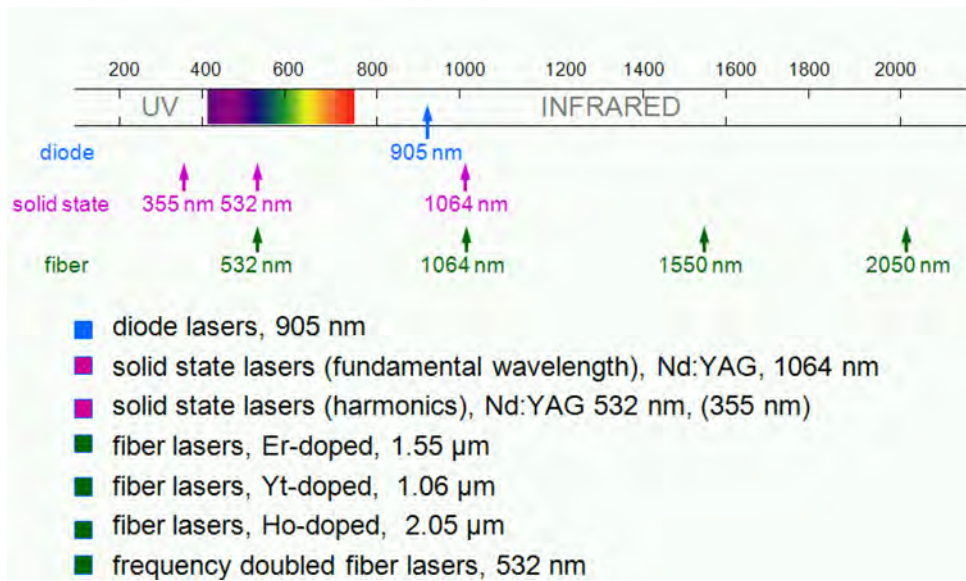 200 400 600 800 1000 1200 1400 1600 1800 2000
UV INFRARED
diode 905 nm
solid state 355 nm 532 nm 1064 nm
fiber 532 nm 1064 nm 1550 nm 2050 nm
diode lasers, 905 nm
solid state lasers (fundamental wavelength), Nd:YAG, 1064 nm
solid state lasers (harmonics), Nd:YAG 532 nm, (355 nm)
fiber lasers, Er-doped, 1.55 µm
fiber lasers, Yt-doped, 1.06 µm
fiber lasers, Ho-doped, 2.05 µm
frequency doubled fiber lasers, 532 nm